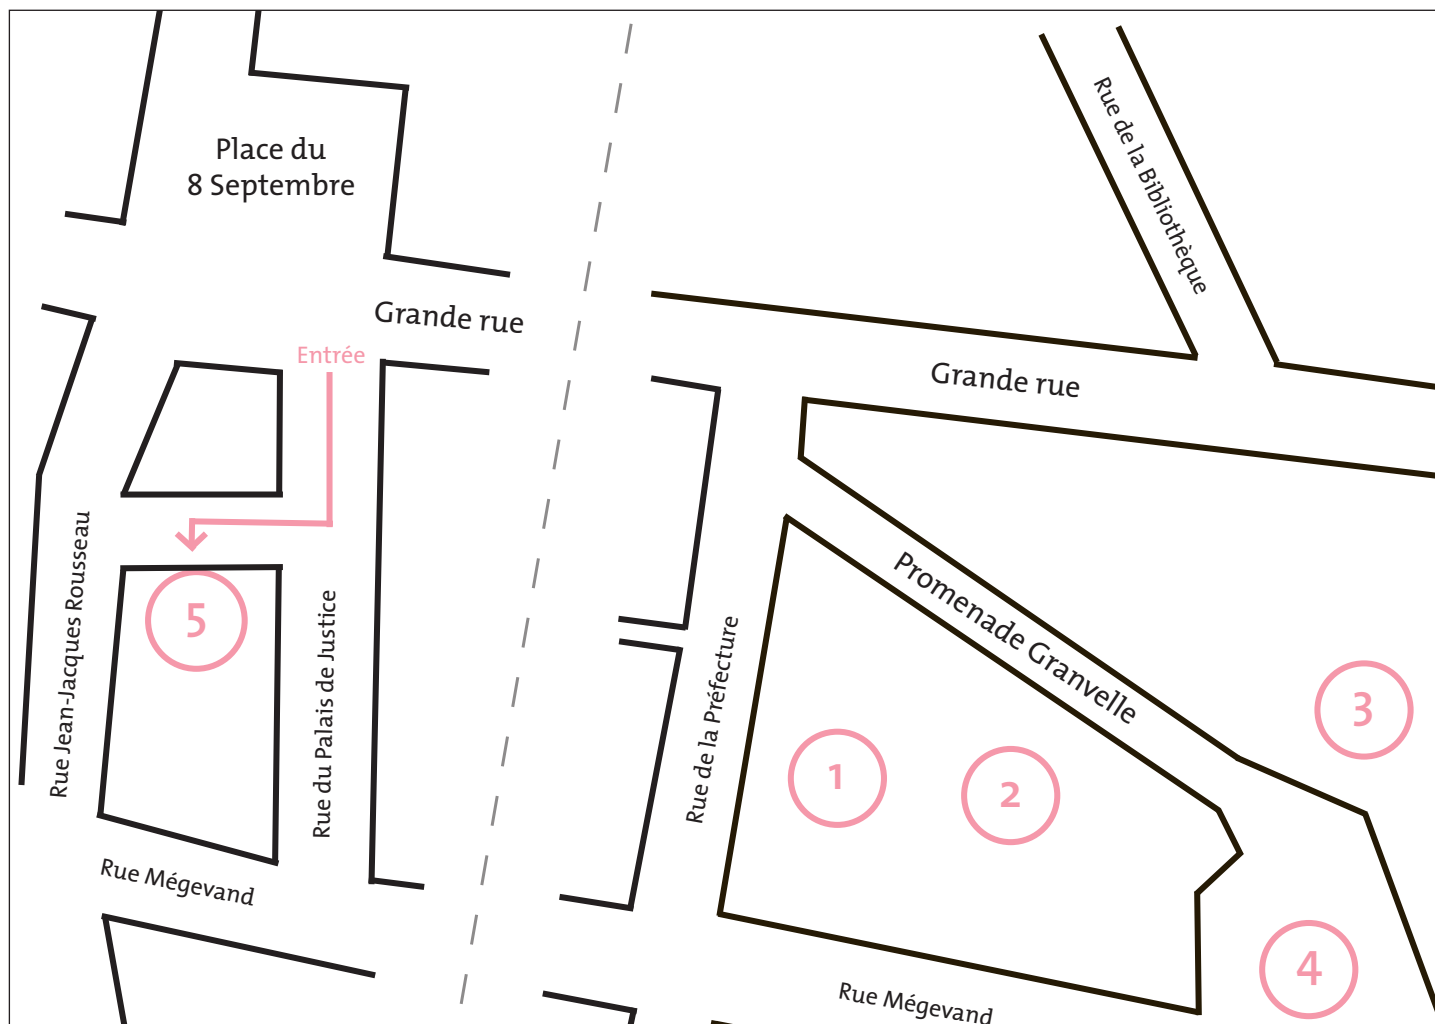 Place du
8 Septembre
Rue de la Bibliothèque
Grande rue
Entrée
Grande rue
Rue Jean-Jacques Rousseau
5
Rue du Palais de Justice
Promenade Granvelle
Rue de la Préfecture
1
2
3
Rue Mégevand
4
Rue Mégevand